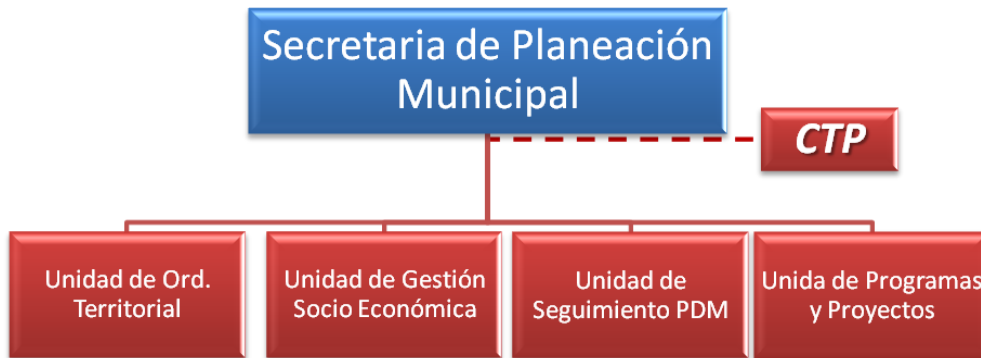 Secretaria de Planeación
Municipal
CTP
Unidad de Ord.
Territorial
Unidad de Gestión
Socio Económica
Unidad de
Seguimiento PDM
Unida de Programas
y Proyectos